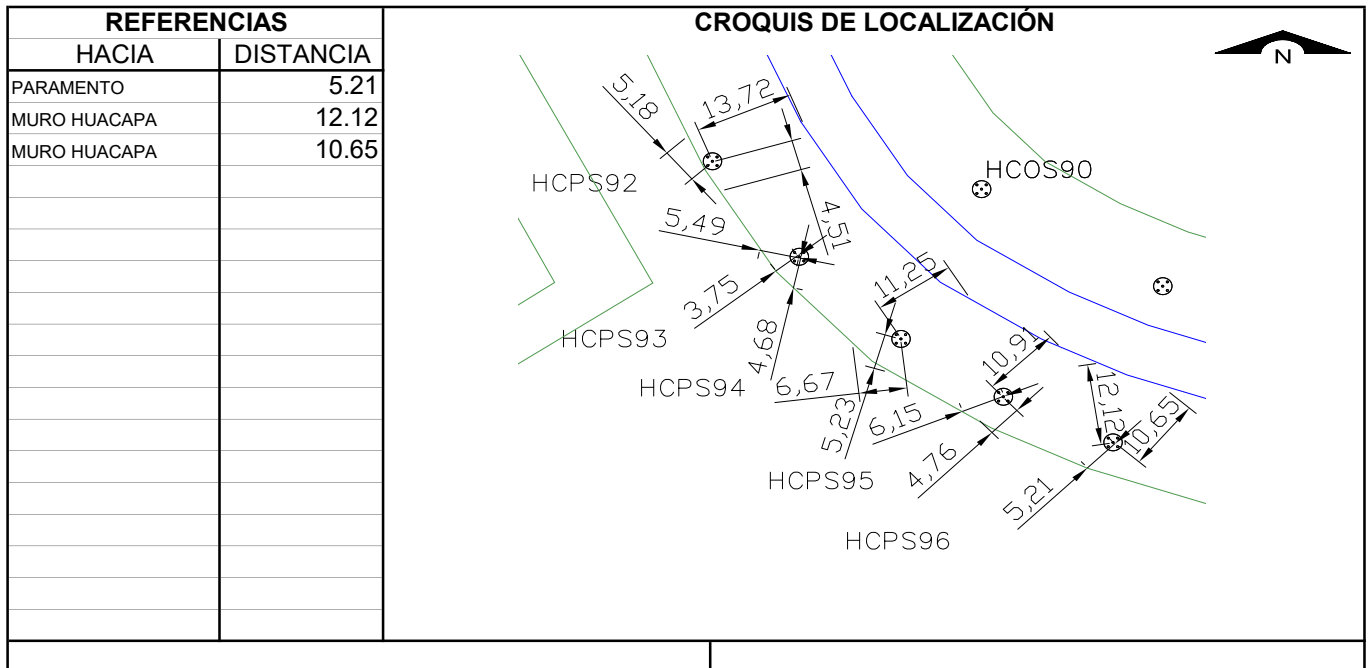 REFERENCIAS
HACIA DISTANCIA
PARAMENTO 5.21
MURO HUACAPA 12.12
MURO HUACAPA 10.65
CROQUIS DE LOCALIZACIÓN
N
5,18
13,72
HCPS92
HCOS90
5,49
4,51
3,75
11,25
HCPS93
4,68
HCPS94
6,67
10,91
12,12
10,65
5,23
6,15
HCPS95
4,76
5,21
HCPS96